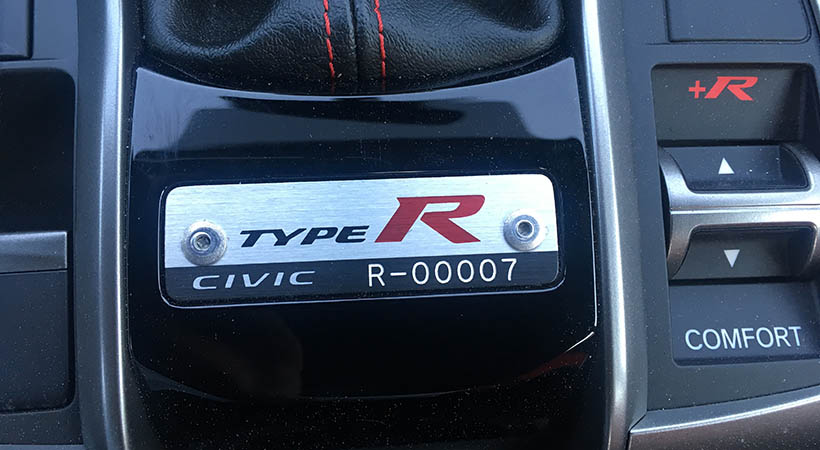 +R
TYPE R
CIVIC R-00007
COMFORT